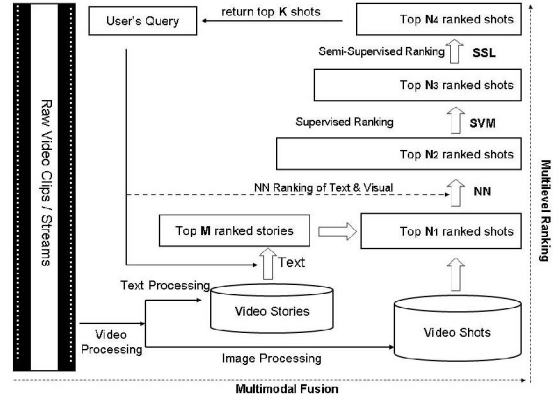 User's Query
return top K shots
Top N4 ranked shots
Semi-Supervised Ranking
SSL
Top N3 ranked shots
Supervised Ranking
SVM
Top N2 ranked shots
NN Ranking of Text & Visual
NN
Top M ranked stories
Top N1 ranked shots
Text
Text Processing
Video Stories
Video Shots
Video
Processing
Image Processing
Raw Video Clips / Streams
Multilevel Ranking
Multimodal Fusion